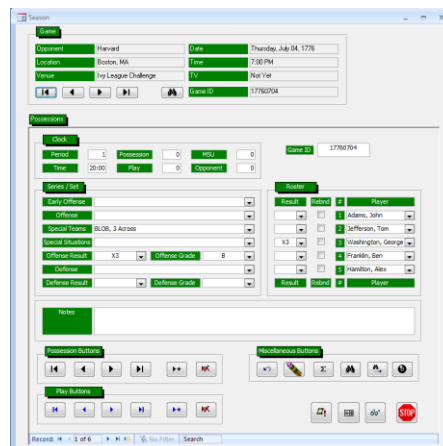 Season
Game
Opponent Harvard Date Thursday, July 04, 1776
Location Boston, MA Time 7:00 PM
Venue Ivy League Challenge TV Not Yet
Game ID 17760704
Possessions
Clock
Period 1 Possession 0 MSU 0
Time 20:00 Play 0 Opponent 0
Game ID 17760704
Series / Set
Early Offense
Offense
Special Teams BLOB, 3 Across
Special Situations
Offense Result X3 Offense Grade B
Defense
Defense Result Defense Grade
Roster
Result Rebnd # Player
1 Adams, John
2 Jefferson, Tom
X3 3 Washington, George
4 Franklin, Ben
5 Hamilton, Alex
Result Rebnd # Player
Notes
Possession Buttons
Miscellaneous Buttons
Σ
Play Buttons
STOP
Record: 1 of 6 No Filter Search